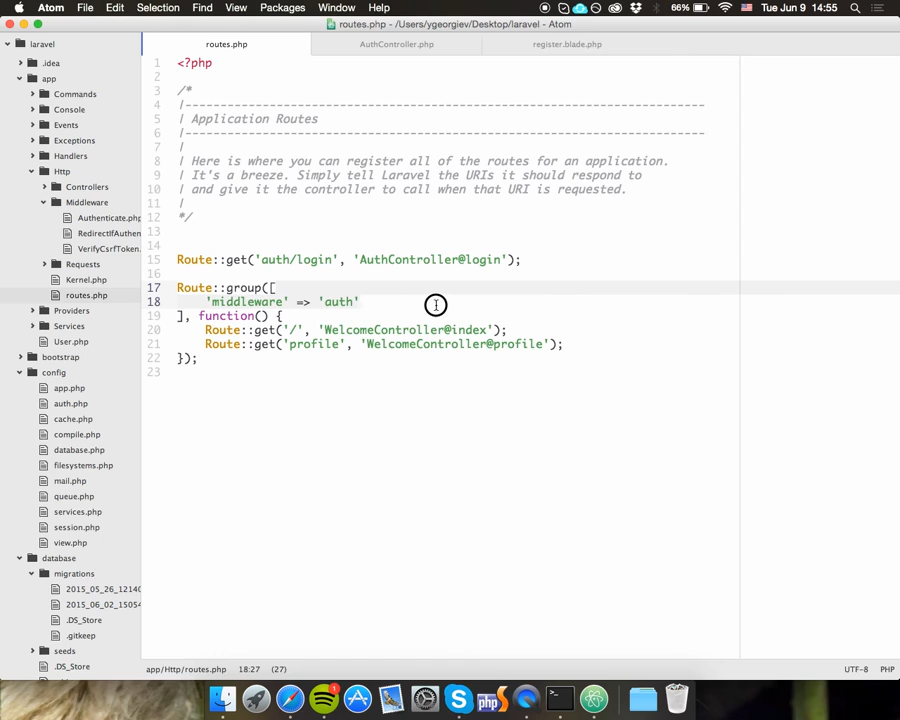 Atom File Edit View Selection Find View Packages Window Help 66% Tue Jun 9 14:55
routes.php - /Users/ygeorgiev/Desktop/laravel - Atom
laravel
.idea
app
Commands
Console
Events
Exceptions
Handlers
Http
Controllers
Middleware
Authenticate.php
RedirectIfAuthen
VerifyCsrfToken.
Requests
Kernel.php
routes.php
Providers
Services
User.php
bootstrap
config
app.php
auth.php
cache.php
compile.php
database.php
filesystems.php
mail.php
queue.php
services.php
session.php
view.php
database
migrations
2015_05_26_12140
2015_06_02_15054
.DS_Store
.gitkeep
seeds
.DS_Store
routes.php AuthController.php register.blade.php
1 <?php
2
3 /*
4 |--------------------------------------------------------------------------
5 | Application Routes
6 |--------------------------------------------------------------------------
7 |
8 | Here is where you can register all of the routes for an application.
9 | It's a breeze. Simply tell Laravel the URIs it should respond to
10 | and give it the controller to call when that URI is requested.
11 |
12 */
13
14
15 Route::get('auth/login', 'AuthController@login');
16
17 Route::group([
18 'middleware' => 'auth'
19 ], function() {
20 Route::get('/', 'WelcomeController@index');
21 Route::get('profile', 'WelcomeController@profile');
22 });
23
app/Http/routes.php 18:27 (27) UTF-8 PHP
1
php